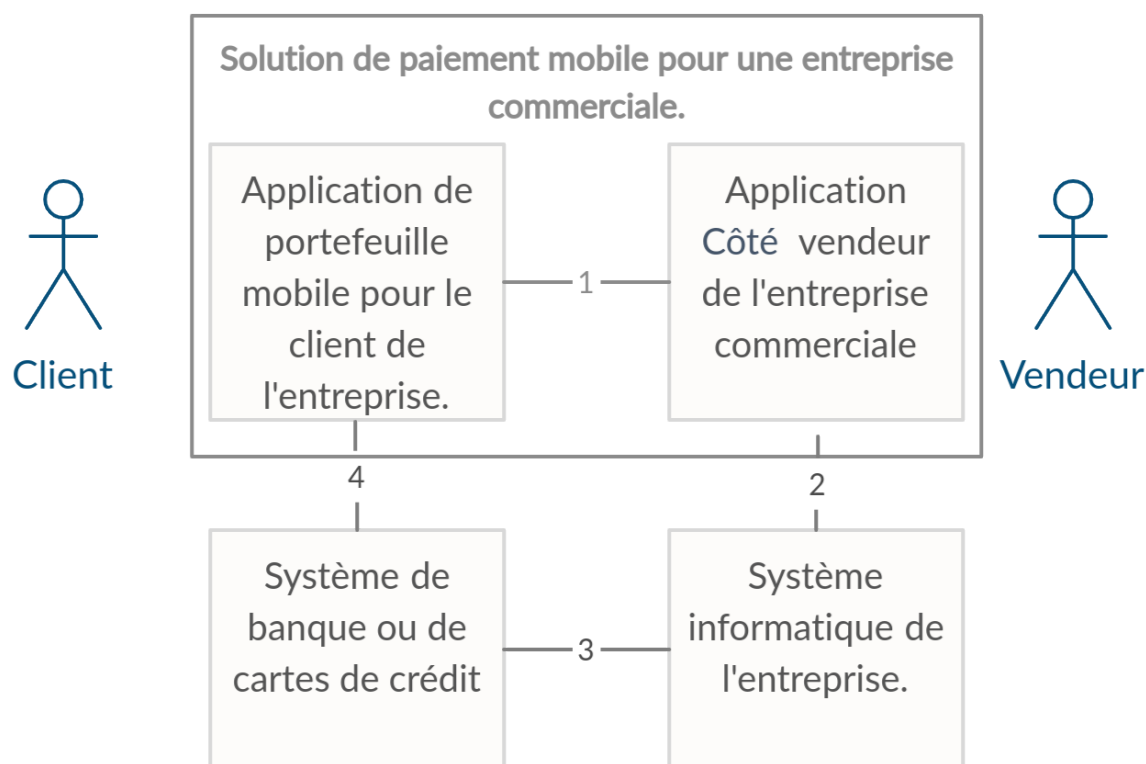 Solution de paiement mobile pour une entreprise
commerciale.
Application de
portefeuille
mobile pour le
client de
l'entreprise.
1
Application
Côté vendeur
de l'entreprise
commerciale
Client
Vendeur
4
2
Système de
banque ou de
cartes de crédit
3
Système
informatique de
l'entreprise.